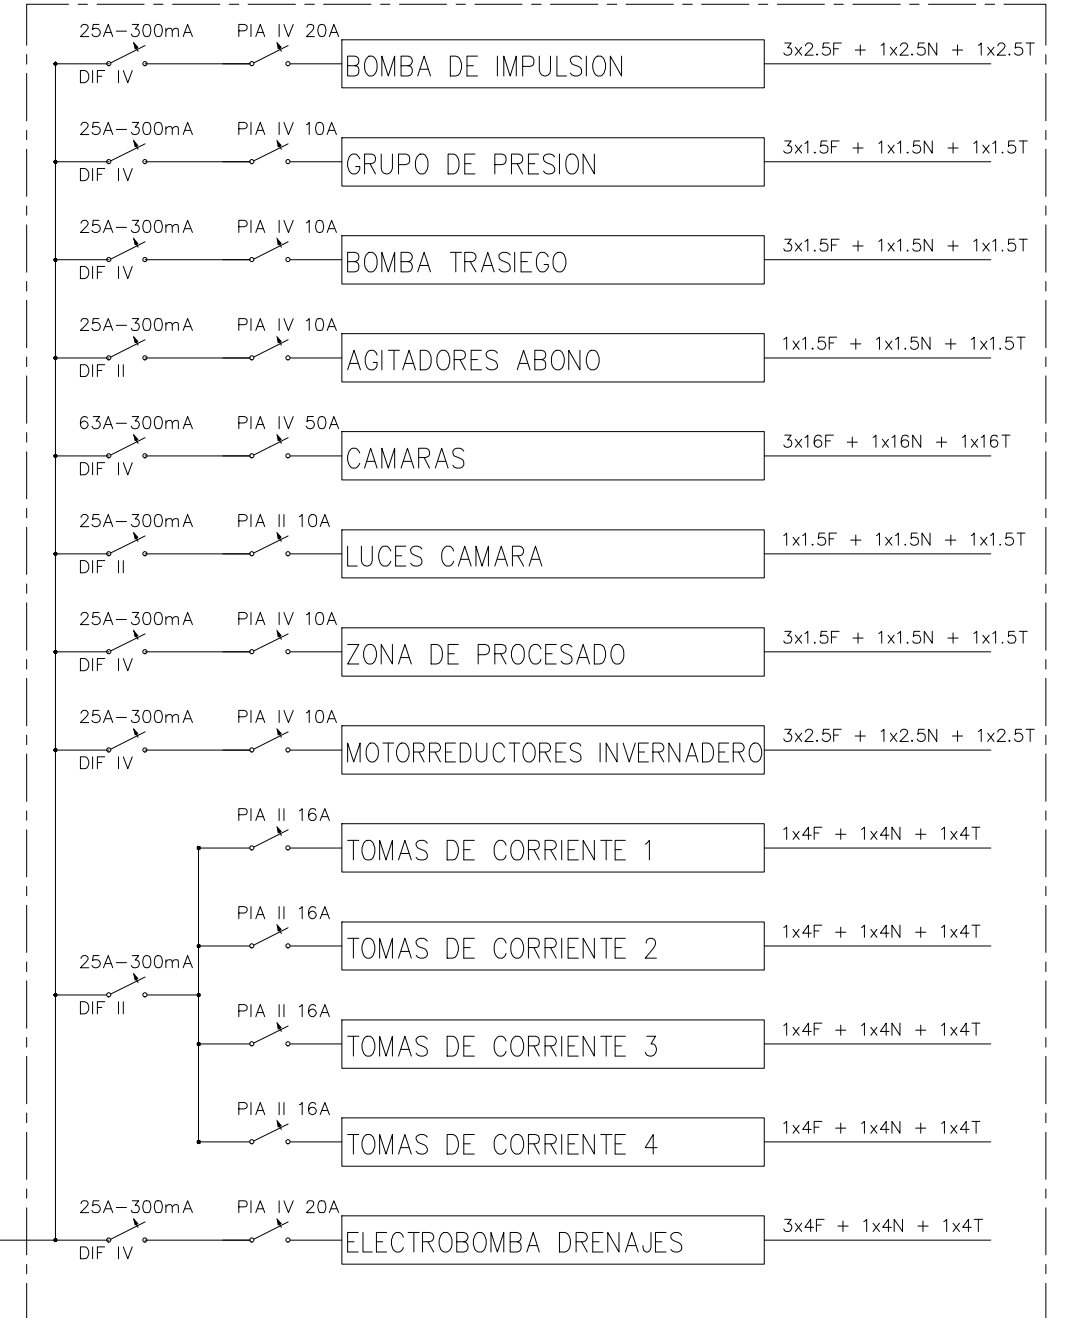 25A-300mA PIA IV 20A
BOMBA DE IMPULSION 3x2.5F + 1x2.5N + 1x2.5T
DIF IV
25A-300mA PIA IV 10A
GRUPO DE PRESION 3x1.5F + 1x1.5N + 1x1.5T
DIF IV
25A-300mA PIA IV 10A
BOMBA TRASIEGO 3x1.5F + 1x1.5N + 1x1.5T
DIF IV
25A-300mA PIA IV 10A
AGITADORES ABONO 1x1.5F + 1x1.5N + 1x1.5T
DIF II
63A-300mA PIA IV 50A
CAMARAS 3x16F + 1x16N + 1x16T
DIF IV
25A-300mA PIA II 10A
LUCES CAMARA 1x1.5F + 1x1.5N + 1x1.5T
DIF II
25A-300mA PIA IV 10A
ZONA DE PROCESADO 3x1.5F + 1x1.5N + 1x1.5T
DIF IV
25A-300mA PIA IV 10A
MOTORREDUCTORES INVERNADERO 3x2.5F + 1x2.5N + 1x2.5T
DIF IV
PIA II 16A
TOMAS DE CORRIENTE 1 1x4F + 1x4N + 1x4T
PIA II 16A
TOMAS DE CORRIENTE 2 1x4F + 1x4N + 1x4T
25A-300mA
DIF II
PIA II 16A
TOMAS DE CORRIENTE 3 1x4F + 1x4N + 1x4T
PIA II 16A
TOMAS DE CORRIENTE 4 1x4F + 1x4N + 1x4T
25A-300mA PIA IV 20A
ELECTROBOMBA DRENAJES 3x4F + 1x4N + 1x4T
DIF IV